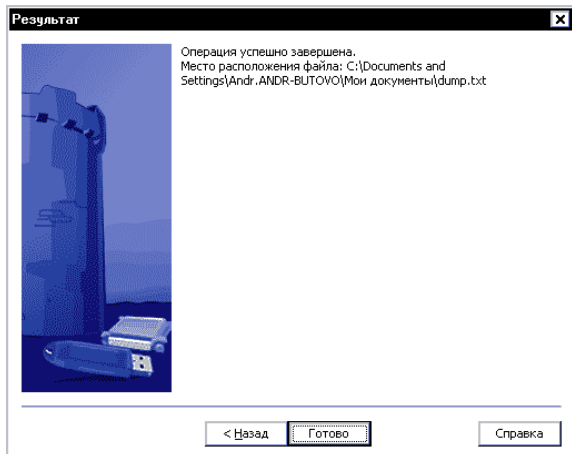 Результат
Операция успешно завершена.
Место расположения файла: C:\Documents and
Settings\Andr.ANDR-BUTOVO\Мои документы\dump.txt
< Назад
Готово
Справка